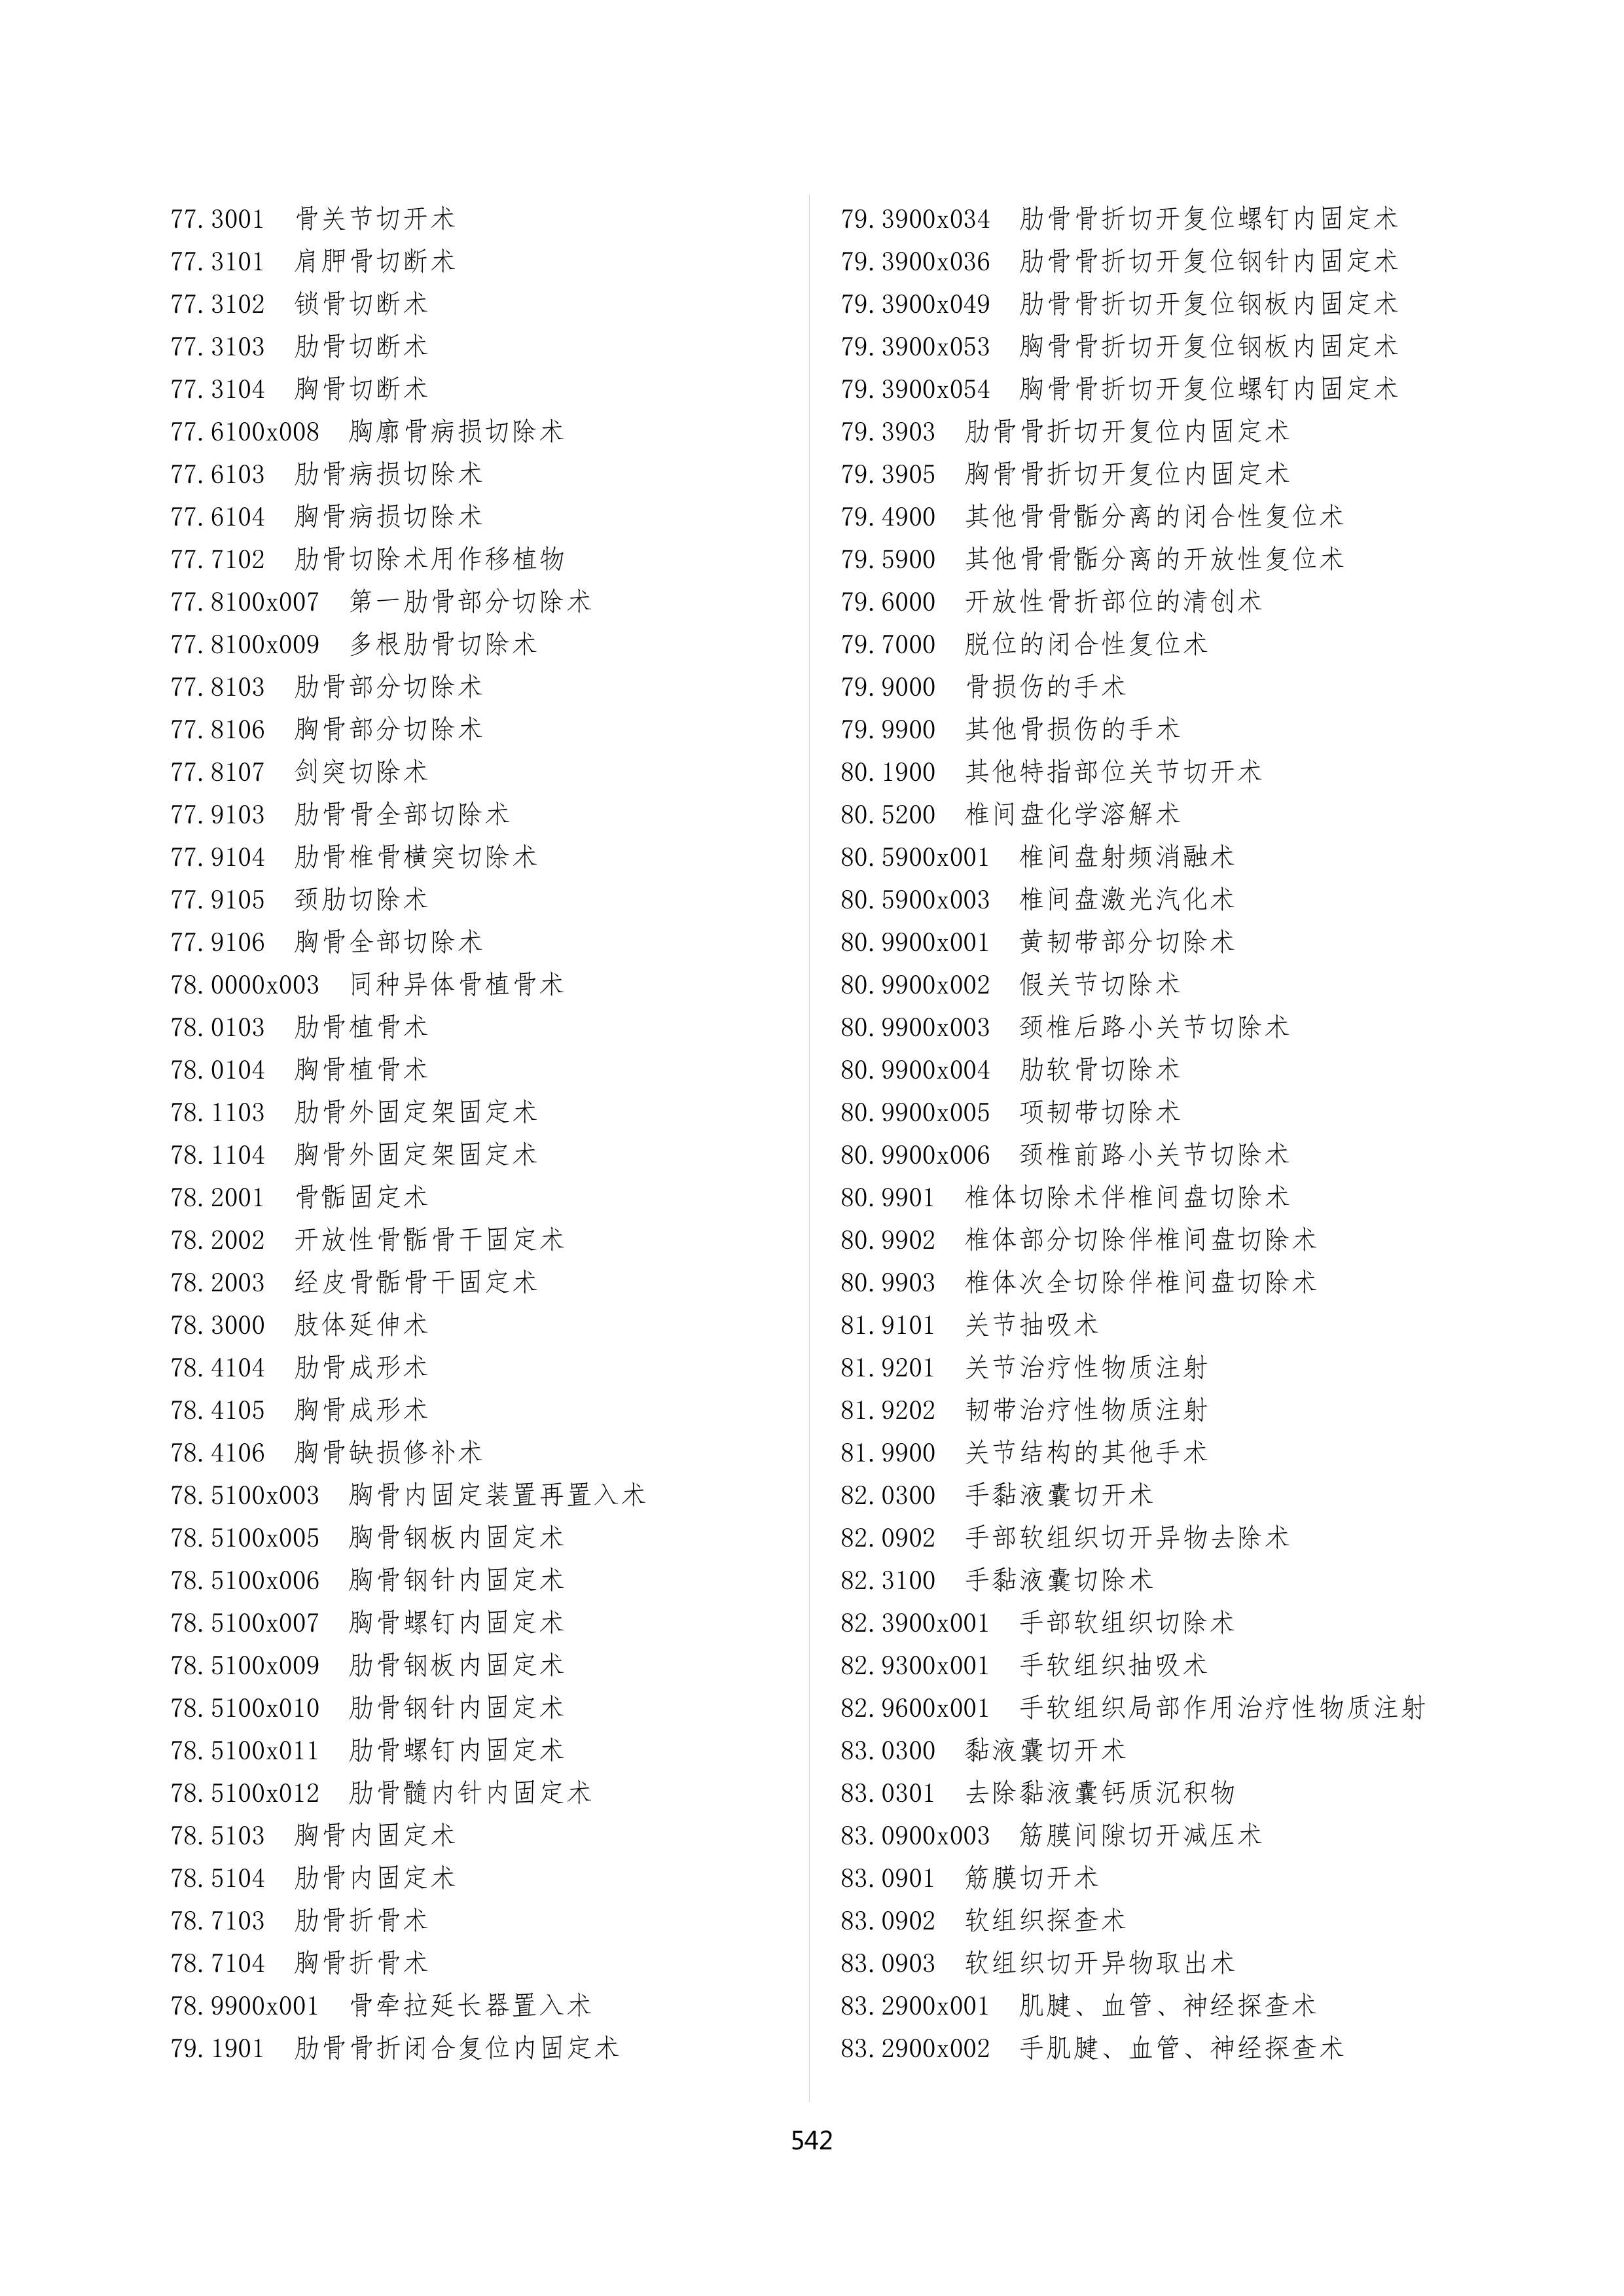 77.3001 骨关节切开术
77.3101 肩胛骨切断术
77.3102 锁骨切断术
77.3103 肋骨切断术
77.3104 胸骨切断术
77.6100x008 胸廓骨病损切除术
77.6103 肋骨病损切除术
77.6104 胸骨病损切除术
77.7102 肋骨切除术用作移植物
77.8100x007 第一肋骨部分切除术
77.8100x009 多根肋骨切除术
77.8103 肋骨部分切除术
77.8106 胸骨部分切除术
77.8107 剑突切除术
77.9103 肋骨骨全部切除术
77.9104 肋骨椎骨横突切除术
77.9105 颈肋切除术
77.9106 胸骨全部切除术
78.0000x003 同种异体骨植骨术
78.0103 肋骨植骨术
78.0104 胸骨植骨术
78.1103 肋骨外固定架固定术
78.1104 胸骨外固定架固定术
78.2001 骨骺固定术
78.2002 开放性骨骺骨干固定术
78.2003 经皮骨骺骨干固定术
78.3000 肢体延伸术
78.4104 肋骨成形术
78.4105 胸骨成形术
78.4106 胸骨缺损修补术
78.5100x003 胸骨内固定装置再置入术
78.5100x005 胸骨钢板内固定术
78.5100x006 胸骨钢针内固定术
78.5100x007 胸骨螺钉内固定术
78.5100x009 肋骨钢板内固定术
78.5100x010 肋骨钢针内固定术
78.5100x011 肋骨螺钉内固定术
78.5100x012 肋骨髓内针内固定术
78.5103 胸骨内固定术
78.5104 肋骨内固定术
78.7103 肋骨折骨术
78.7104 胸骨折骨术
78.9900x001 骨牵拉延长器置入术
79.1901 肋骨骨折闭合复位内固定术
79.3900x034 肋骨骨折切开复位螺钉内固定术
79.3900x036 肋骨骨折切开复位钢针内固定术
79.3900x049 肋骨骨折切开复位钢板内固定术
79.3900x053 胸骨骨折切开复位钢板内固定术
79.3900x054 胸骨骨折切开复位螺钉内固定术
79.3903 肋骨骨折切开复位内固定术
79.3905 胸骨骨折切开复位内固定术
79.4900 其他骨骨骺分离的闭合性复位术
79.5900 其他骨骨骺分离的开放性复位术
79.6000 开放性骨折部位的清创术
79.7000 脱位的闭合性复位术
79.9000 骨损伤的手术
79.9900 其他骨损伤的手术
80.1900 其他特指部位关节切开术
80.5200 椎间盘化学溶解术
80.5900x001 椎间盘射频消融术
80.5900x003 椎间盘激光汽化术
80.9900x001 黄韧带部分切除术
80.9900x002 假关节切除术
80.9900x003 颈椎后路小关节切除术
80.9900x004 肋软骨切除术
80.9900x005 项韧带切除术
80.9900x006 颈椎前路小关节切除术
80.9901 椎体切除术伴椎间盘切除术
80.9902 椎体部分切除伴椎间盘切除术
80.9903 椎体次全切除伴椎间盘切除术
81.9101 关节抽吸术
81.9201 关节治疗性物质注射
81.9202 韧带治疗性物质注射
81.9900 关节结构的其他手术
82.0300 手黏液囊切开术
82.0902 手部软组织切开异物去除术
82.3100 手黏液囊切除术
82.3900x001 手部软组织切除术
82.9300x001 手软组织抽吸术
82.9600x001 手软组织局部作用治疗性物质注射
83.0300 黏液囊切开术
83.0301 去除黏液囊钙质沉积物
83.0900x003 筋膜间隙切开减压术
83.0901 筋膜切开术
83.0902 软组织探查术
83.0903 软组织切开异物取出术
83.2900x001 肌腱、血管、神经探查术
83.2900x002 手肌腱、血管、神经探查术
542